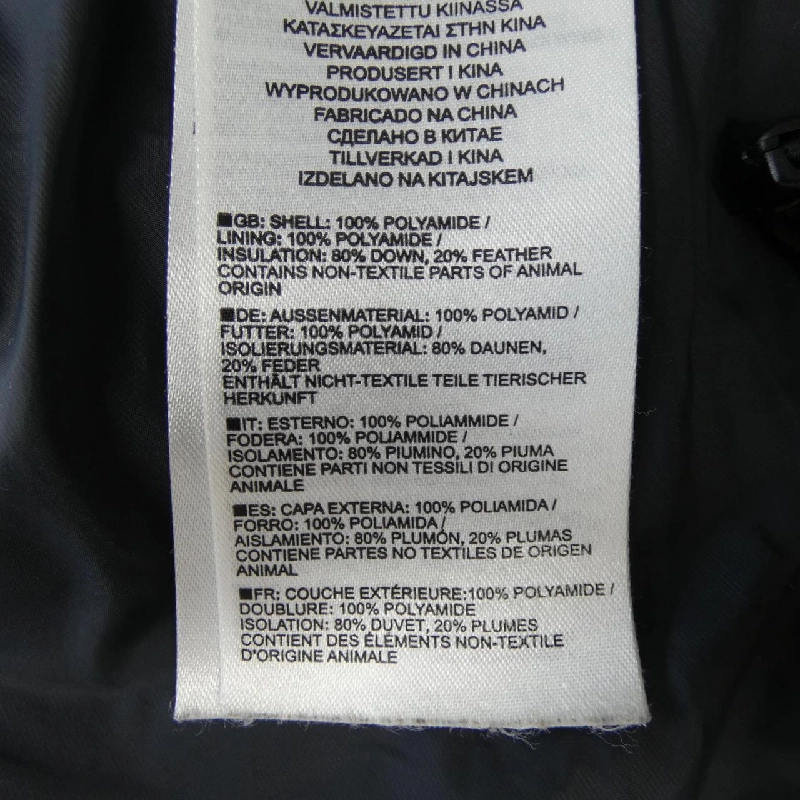 VALMISTETTU KIINASSA
ΚΑΤΑΣΚΕΥΑΖΕΤΑΙ ΣΤΗΝ ΚΙΝΑ
VERVAARDIGD IN CHINA
PRODUSERT I KINA
WYPRODUKOWANO W CHINACH
FABRICADO NA CHINA
СДЕЛАНО В КИТАЕ
TILLVERKAD I KINA
IZDELANO NA KITAJSKEM
■GB: SHELL: 100% POLYAMIDE /
LINING: 100% POLYAMIDE /
INSULATION: 80% DOWN, 20% FEATHER
CONTAINS NON-TEXTILE PARTS OF ANIMAL
ORIGIN
■DE: AUSSENMATERIAL: 100% POLYAMID /
FUTTER: 100% POLYAMID /
ISOLIERUNGSMATERIAL: 80% DAUNEN,
20% FEDER
ENTHÄLT NICHT-TEXTILE TEILE TIERISCHER
HERKUNFT
■IT: ESTERNO: 100% POLIAMMIDE /
FODERA: 100% POLIAMMIDE /
ISOLAMENTO: 80% PIUMINO, 20% PIUMA
CONTIENE PARTI NON TESSILI DI ORIGINE
ANIMALE
■ES: CAPA EXTERNA: 100% POLIAMIDA /
FORRO: 100% POLIAMIDA /
AISLAMIENTO: 80% PLUMÓN, 20% PLUMAS
CONTIENE PARTES NO TEXTILES DE ORIGEN
ANIMAL
■FR: COUCHE EXTÉRIEURE:100% POLYAMIDE /
DOUBLURE: 100% POLYAMIDE
ISOLATION: 80% DUVET, 20% PLUMES
CONTIENT DES ÉLÉMENTS NON-TEXTILE
D'ORIGINE ANIMALE